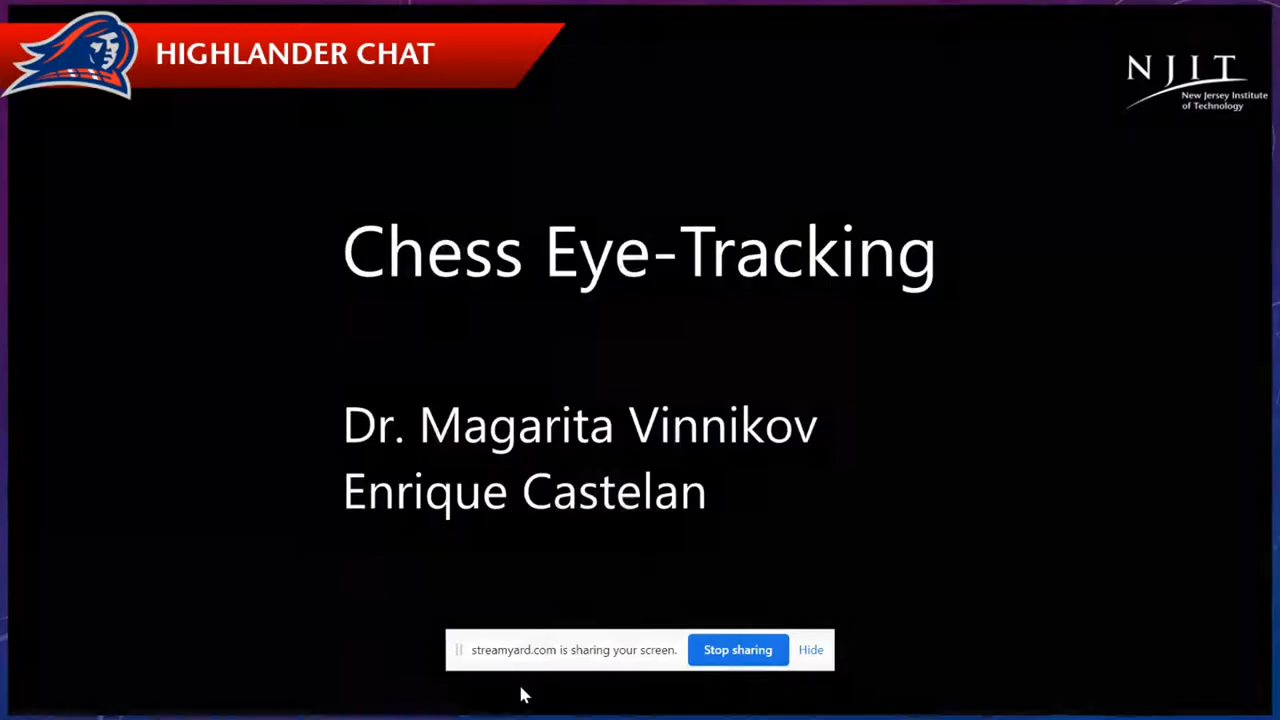 HIGHLANDER CHAT
NJIT
New Jersey Institute
of Technology
Chess Eye-Tracking
Dr. Magarita Vinnikov
Enrique Castelan
streamyard.com is sharing your screen.
Stop sharing
Hide